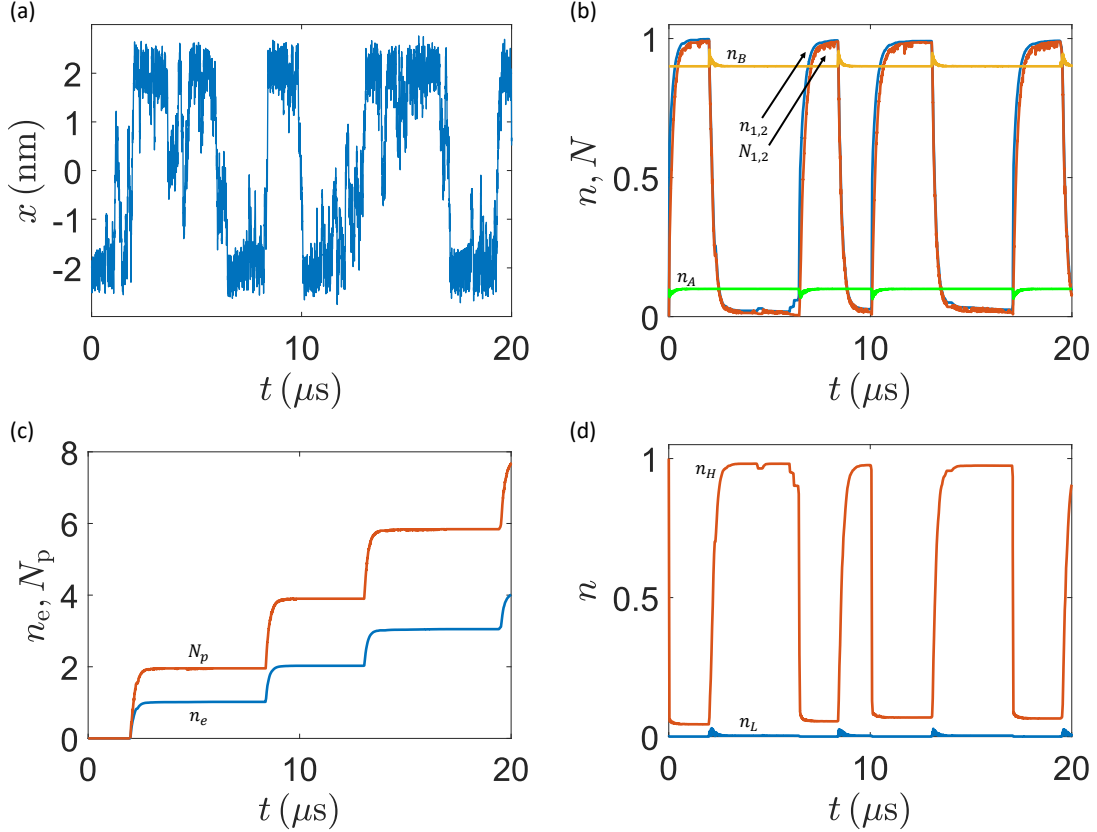 (a)
2
1
0
-1
-2
x (nm)
0
10
20
t (μs)
(b)
1
0.5
0
n, N
n_B
n_{1,2}
N_{1,2}
n_A
0
10
20
t (μs)
(c)
8
6
4
2
0
n_e, N_p
N_p
n_e
0
10
20
t (μs)
(d)
1
0.5
0
n
n_H
n_L
0
10
20
t (μs)